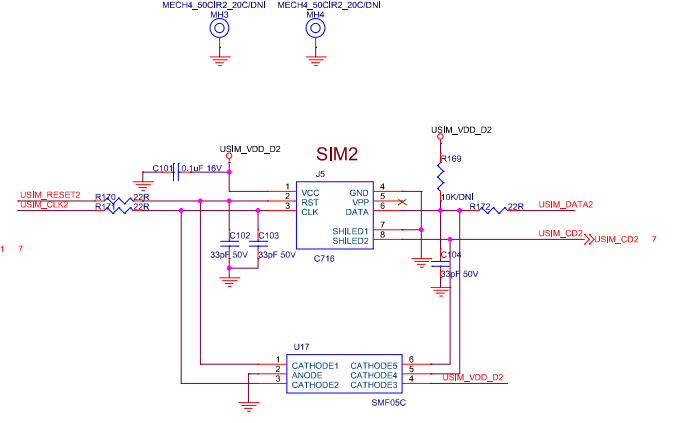 MECH4_50CIR2_20C/DNI MECH4_50CIR2_20C/DNI
MH3 MH4
USIM_VDD_D2
USIM_VDD_D2
SIM2
R169
C101 0.1uF 16V
J5
10K/DNI
USIM_RESET2 R170 22R
USIM_CLK2 R171 22R
1 VCC GND 4
2 RST VPP 5
3 CLK DATA 6
SHILED1 7
SHILED2 8
C716
R172 22R USIM_DATA2
USIM_CD2
USIM_CD2 7
1 7
C102 C103
33pF 50V 33pF 50V
C104
33pF 50V
U17
1 CATHODE1 CATHODE5 6
2 ANODE CATHODE4 5
3 CATHODE2 CATHODE3 4
USIM_VDD_D2
SMF05C